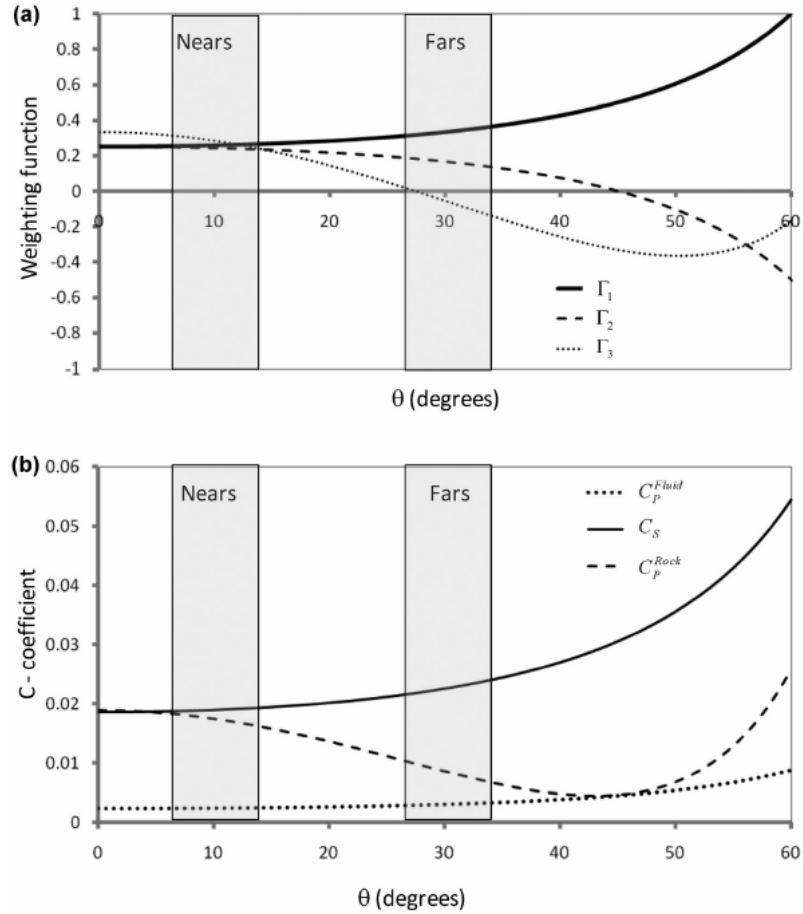 (a)
1
0.8
0.6
0.4
0.2
0
-0.2
-0.4
-0.6
-0.8
-1
Weighting function
Nears
Fars
0 10 20 30 40 50 60
Γ1
Γ2
Γ3
θ (degrees)
(b)
0.06
0.05
0.04
0.03
0.02
0.01
0
C - coefficient
Nears
Fars
C_P^Fluid
C_S
C_P^Rock
0 10 20 30 40 50 60
θ (degrees)